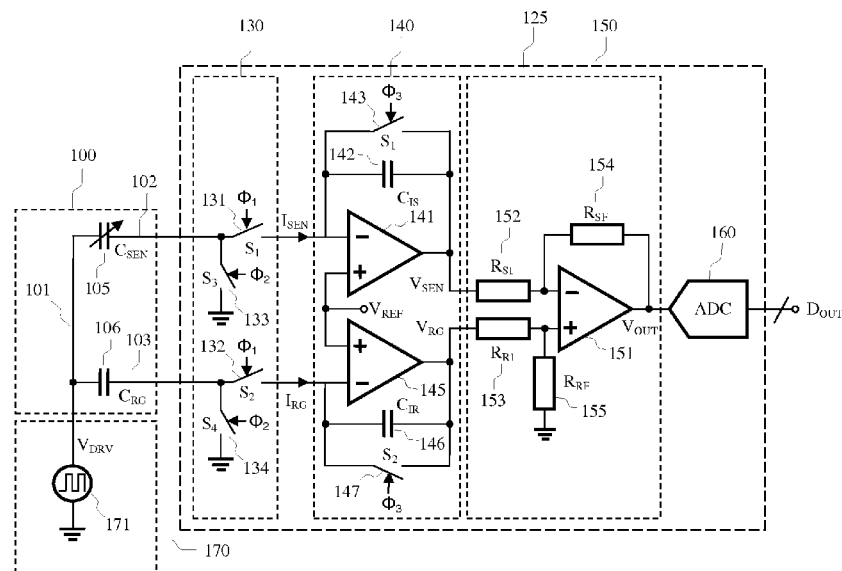 125 150
130 140
143 Φ3
S1
142
CIS
154
RSF
100
102
131 Φ1
ISEN
141
152
160
CSEN
105
S1
S3 Φ2
133
VSEN
RS1
VREF
101
106 103
132 Φ1
VRG
RR1
153
VOUT
151
ADC
DOUT
CRG
S2
IRG
145
RRF
155
S4 Φ2
134
CIR
146
VDRV
S2
147
Φ3
171
170